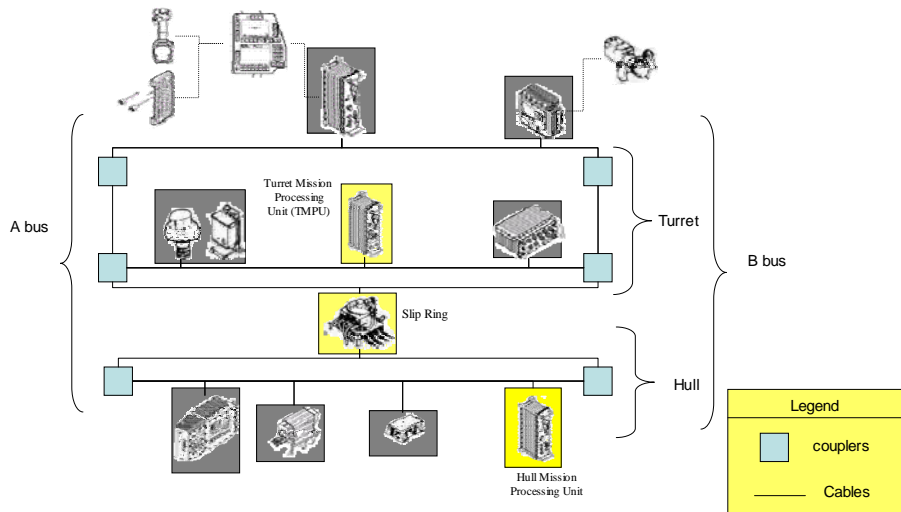 Turret Mission
Processing
Unit (TMPU)
A bus
Turret
B bus
Slip Ring
Hull
Hull Mission
Processing Unit
Legend
couplers
Cables